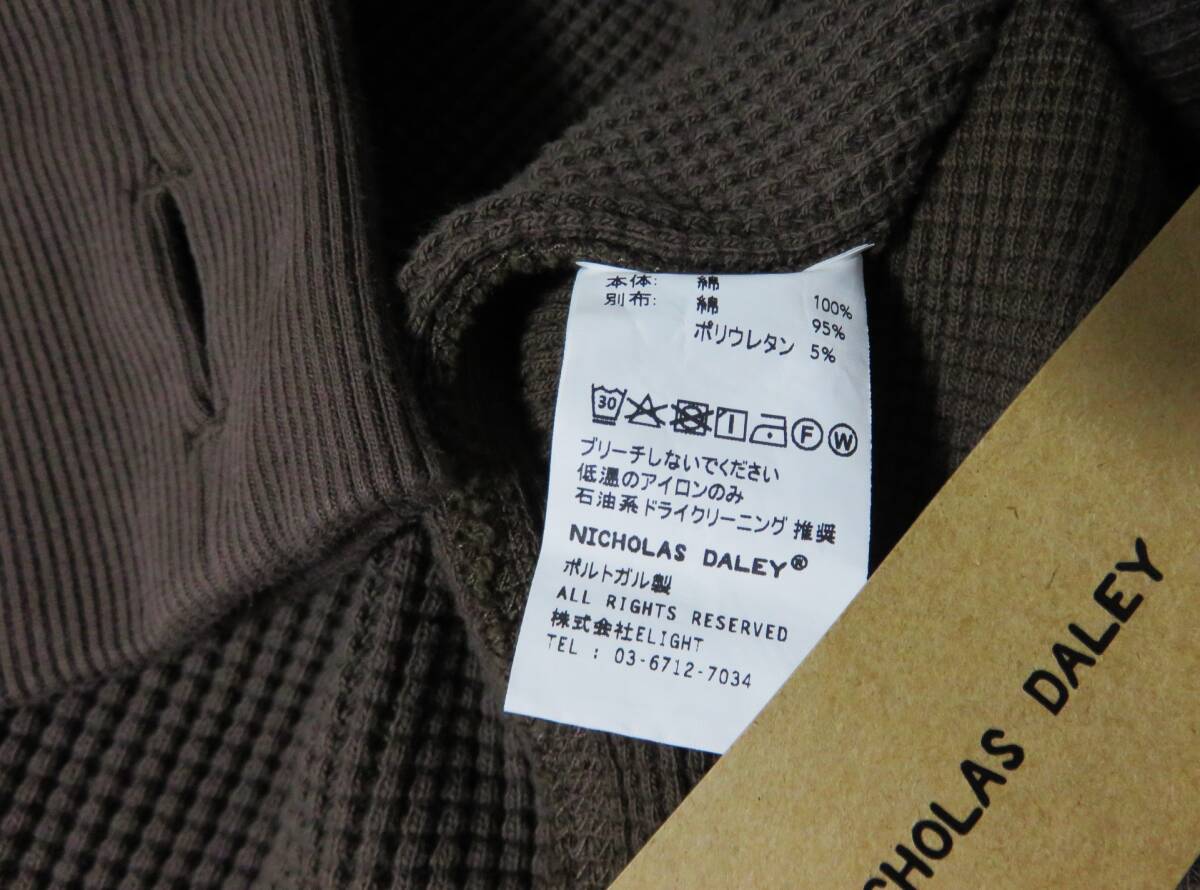 本体: 綿 100%
別布: 綿 95%
ポリウレタン 5%
30 F W
ブリーチしないでください
低温のアイロンのみ
石油系ドライクリーニング 推奨
NICHOLAS DALEY®
ポルトガル製
ALL RIGHTS RESERVED
株式会社ELIGHT
TEL : 03-6712-7034
CHOLAS DALEY